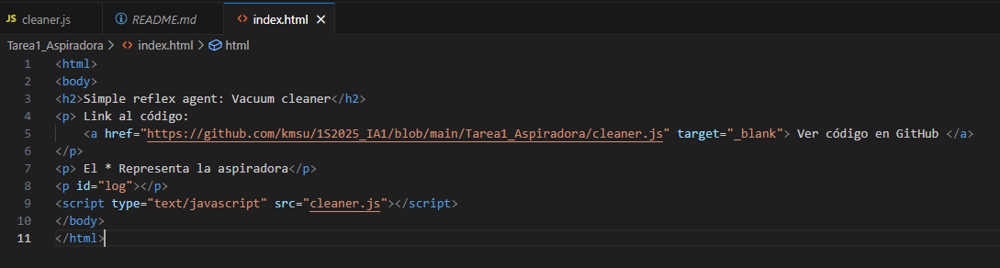 JS cleaner.js README.md <> index.html
Tarea1_Aspiradora > <> index.html > html
1 <html>
2 <body>
3 <h2>Simple reflex agent: Vacuum cleaner</h2>
4 <p> Link al código:
5 <a href="https://github.com/kmsu/1S2025_IA1/blob/main/Tarea1_Aspiradora/cleaner.js" target="_blank"> Ver código en GitHub </a>
6 </p>
7 <p> El * Representa la aspiradora</p>
8 <p id="log"></p>
9 <script type="text/javascript" src="cleaner.js"></script>
10 </body>
11 </html>